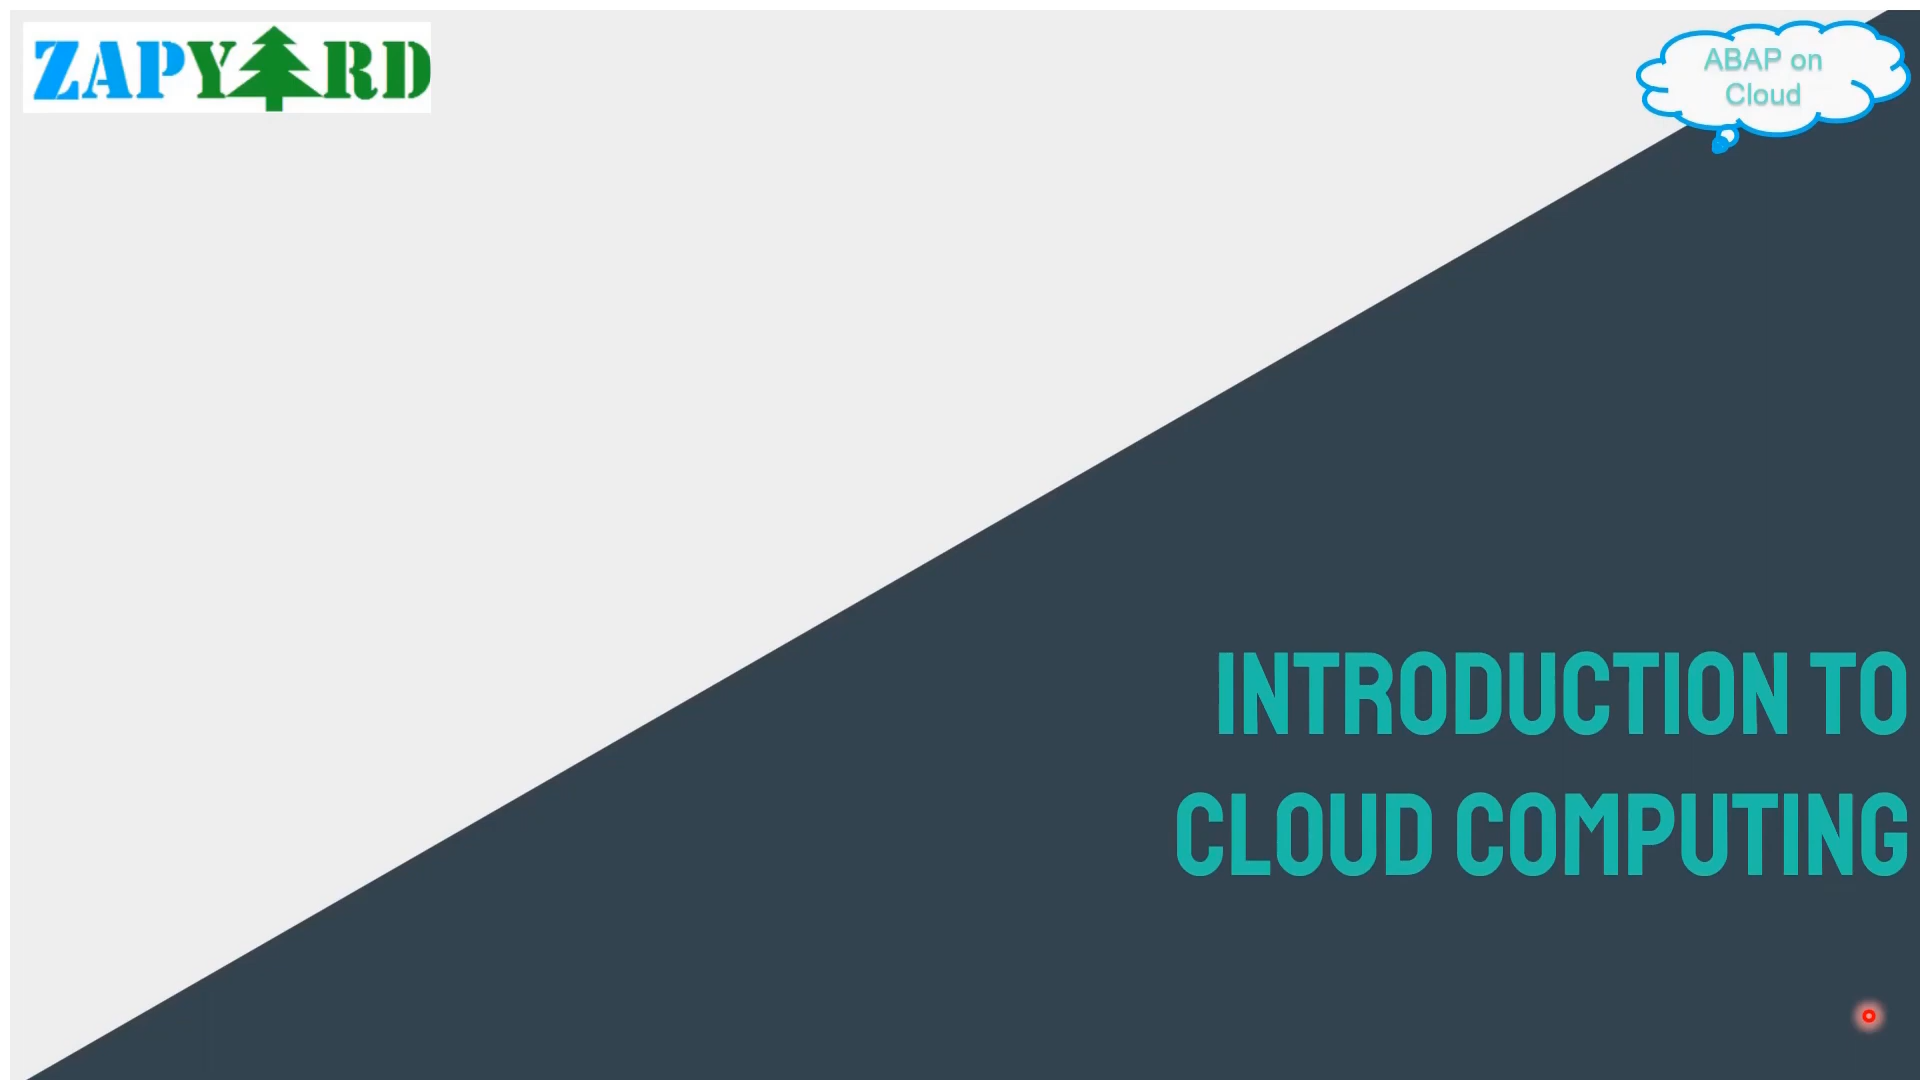 ZAPYARD
ABAP on
Cloud
INTRODUCTION TO
CLOUD COMPUTING